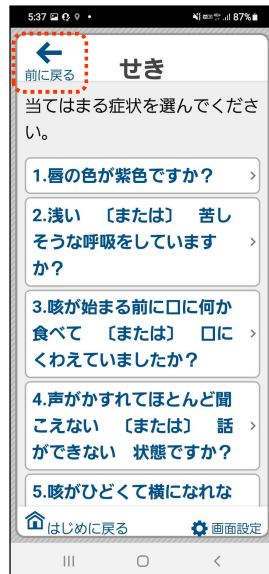 5:37 87%
前に戻る
せき
当てはまる症状を選んでくださ
い。
1.唇の色が紫色ですか？
2.浅い 〔または〕 苦し
そうな呼吸をしています
か？
3.咳が始まる前に口に何か
食べて 〔または〕 口に
くわえていましたか？
4.声がかすれてほとんど聞
こえない 〔または〕 話
ができない 状態ですか？
5.咳がひどくて横になれな
はじめに戻る 画面設定